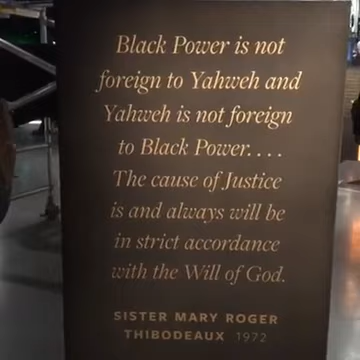 Black Power is not
foreign to Yahweh and
Yahweh is not foreign
to Black Power. . . .
The cause of Justice
is and always will be
in strict accordance
with the Will of God.
SISTER MARY ROGER
THIBODEAUX 1972